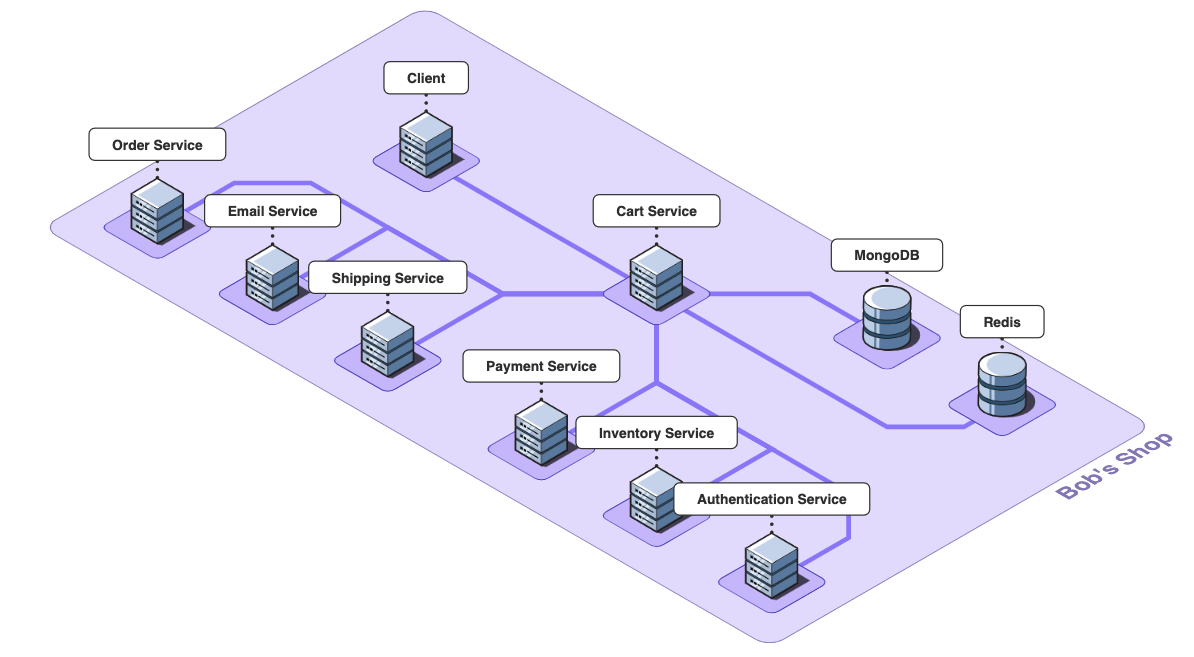 Client
Order Service
Email Service
Cart Service
MongoDB
Shipping Service
Redis
Payment Service
Inventory Service
Authentication Service
Bob's Shop